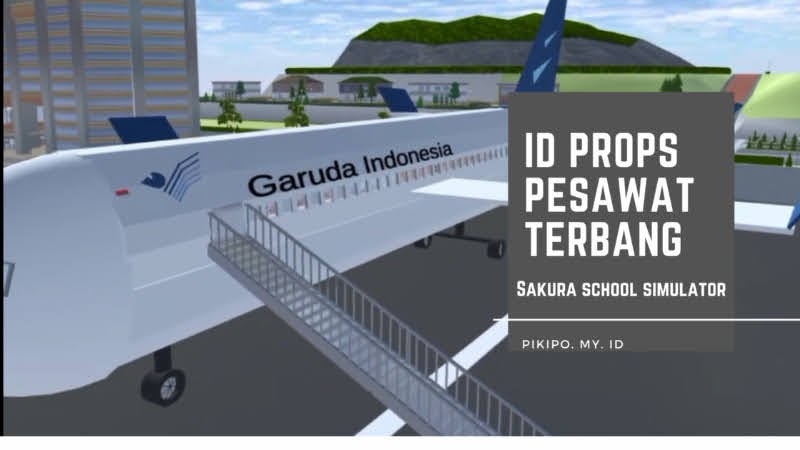 Garuda Indonesia
ID PROPS
PESAWAT
TERBANG
SAKURA SCHOOL SIMULATOR
PIKIPO. MY. ID